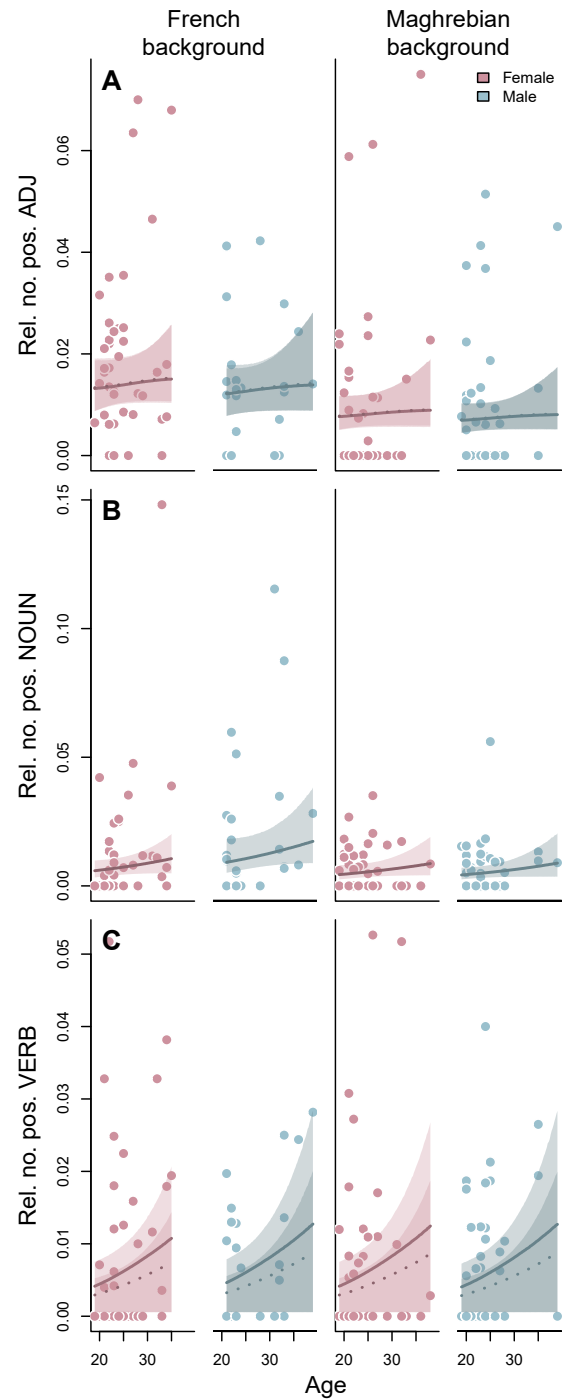 French
background
Maghrebian
background
A
Female
Male
Rel. no. pos. ADJ
0.06
0.04
0.02
0.00
B
Rel. no. pos. NOUN
0.15
0.10
0.05
0.00
C
Rel. no. pos. VERB
0.05
0.04
0.03
0.02
0.01
0.00
20 30 20 30 20 30 20 30
Age